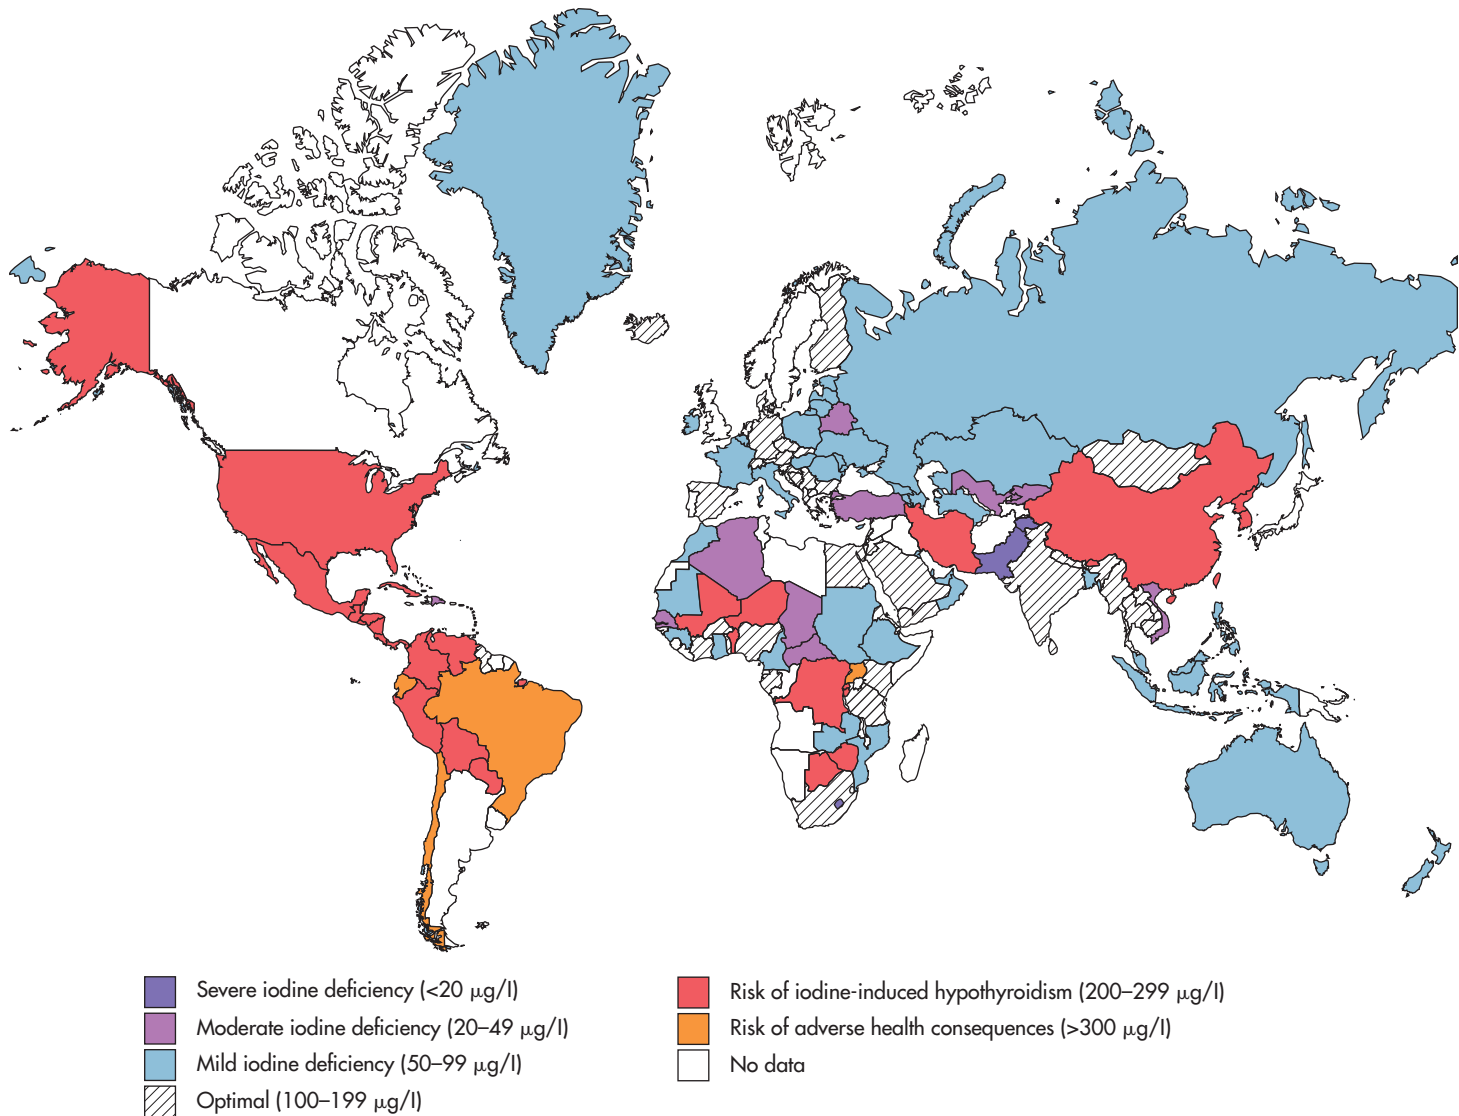 Severe iodine deficiency (<20 μg/l)
Moderate iodine deficiency (20–49 μg/l)
Mild iodine deficiency (50–99 μg/l)
Optimal (100–199 μg/l)
Risk of iodine-induced hypothyroidism (200–299 μg/l)
Risk of adverse health consequences (>300 μg/l)
No data